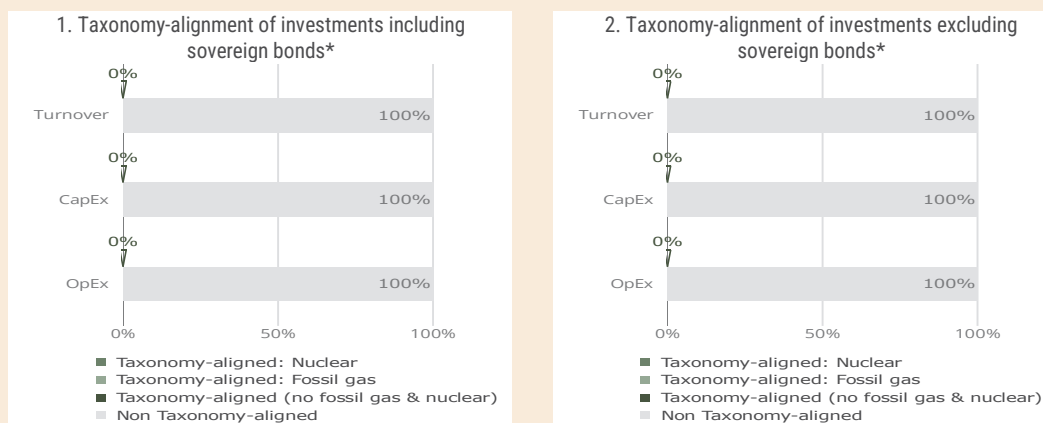 1. Taxonomy-alignment of investments including
sovereign bonds*
0%
Turnover 100%
0%
CapEx 100%
0%
OpEx 100%
0% 50% 100%
Taxonomy-aligned: Nuclear
Taxonomy-aligned: Fossil gas
Taxonomy-aligned (no fossil gas & nuclear)
Non Taxonomy-aligned
2. Taxonomy-alignment of investments excluding
sovereign bonds*
0%
Turnover 100%
0%
CapEx 100%
0%
OpEx 100%
0% 50% 100%
Taxonomy-aligned: Nuclear
Taxonomy-aligned: Fossil gas
Taxonomy-aligned (no fossil gas & nuclear)
Non Taxonomy-aligned